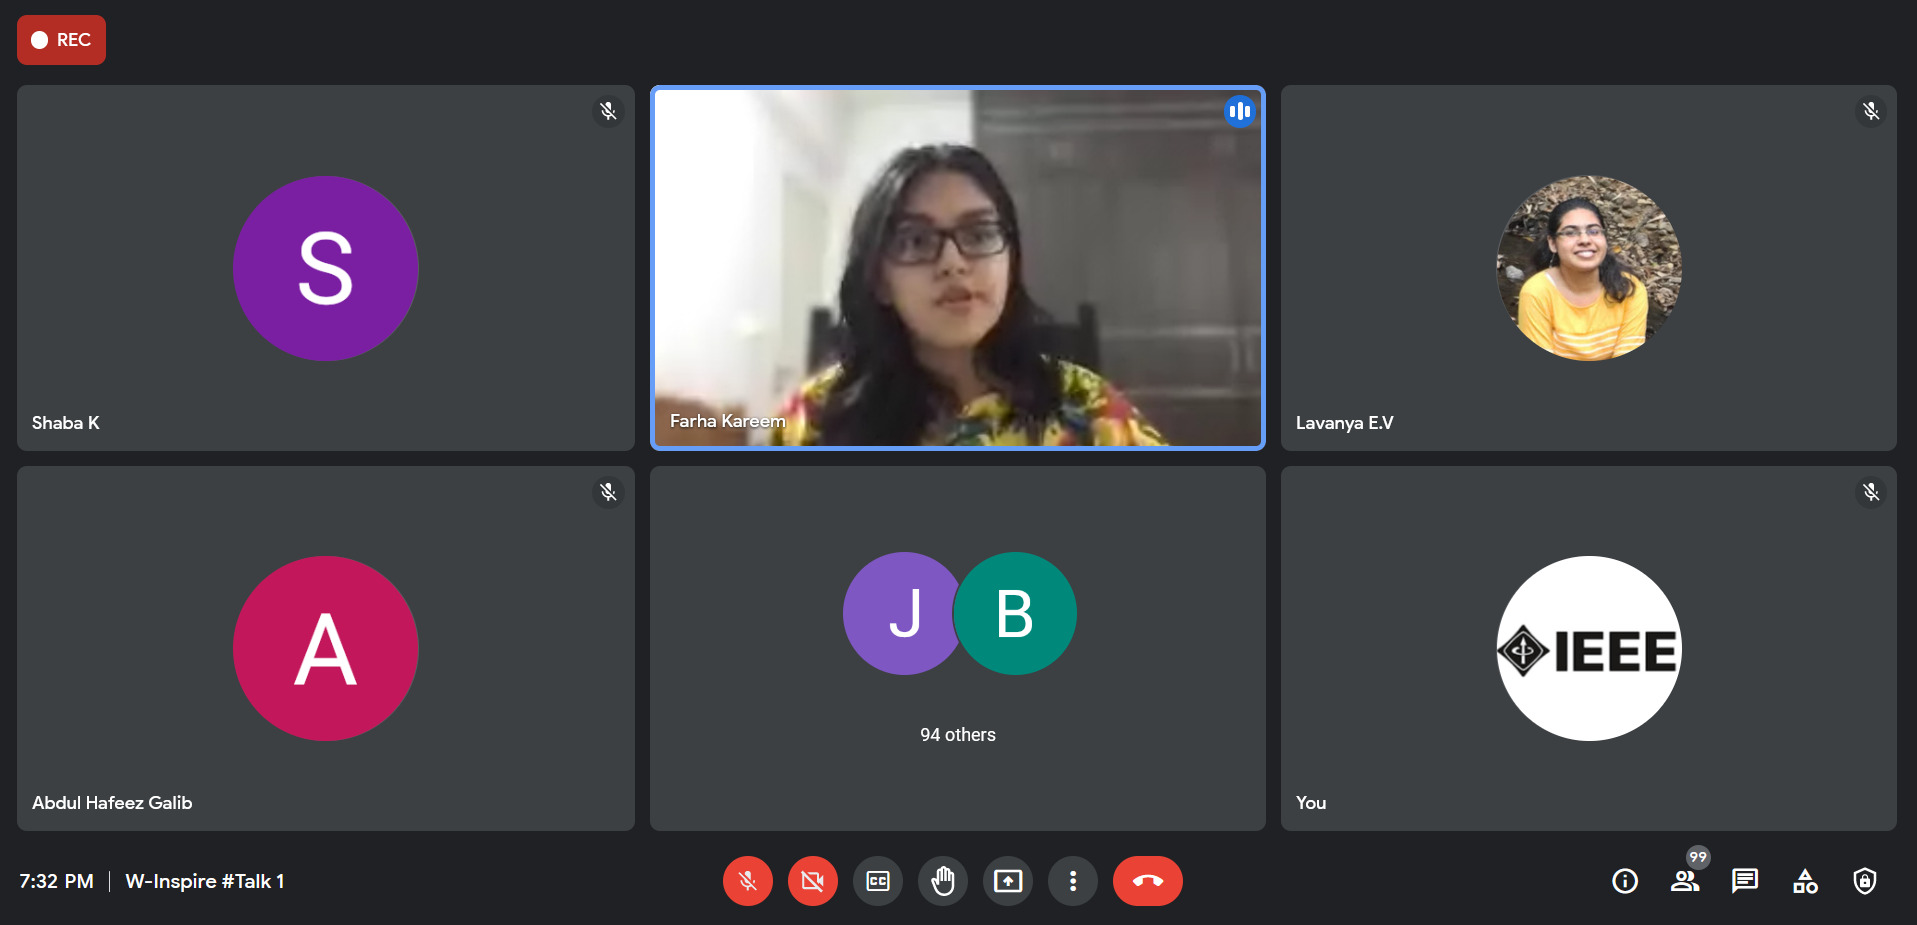 REC
S
Shaba K
Farha Kareem
Lavanya E.V
A
Abdul Hafeez Galib
J B
94 others
IEEE
You
7:32 PM | W-Inspire #Talk 1
CC
99